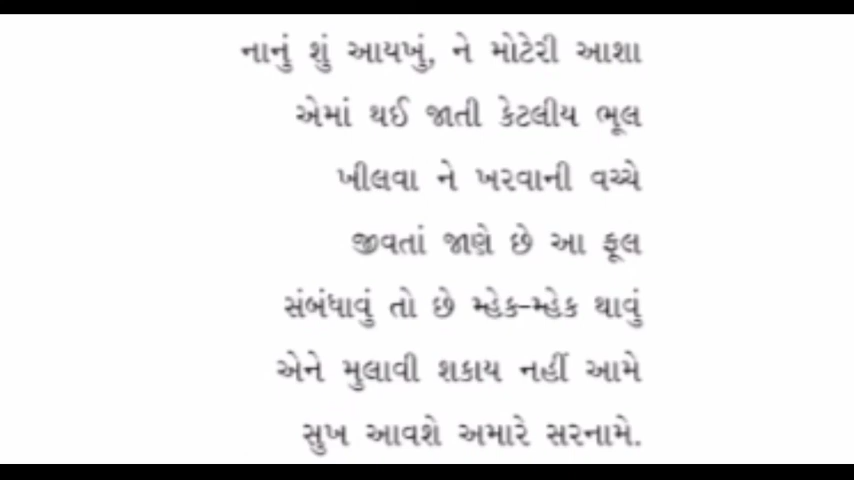 નાનું શું આયખું, ને મોટેરી આશા
એમાં થઈ જાતી કેટલીય ભૂલ
ખીલવા ને ખરવાની વચ્ચે
જીવતાં જાણે છે આ ફૂલ
સંબંધાવું તો છે મ્હેક-મ્હેક થાવું
એને મુલાવી શકાય નહીં આમે
સુખ આવશે અમારે સરનામે.